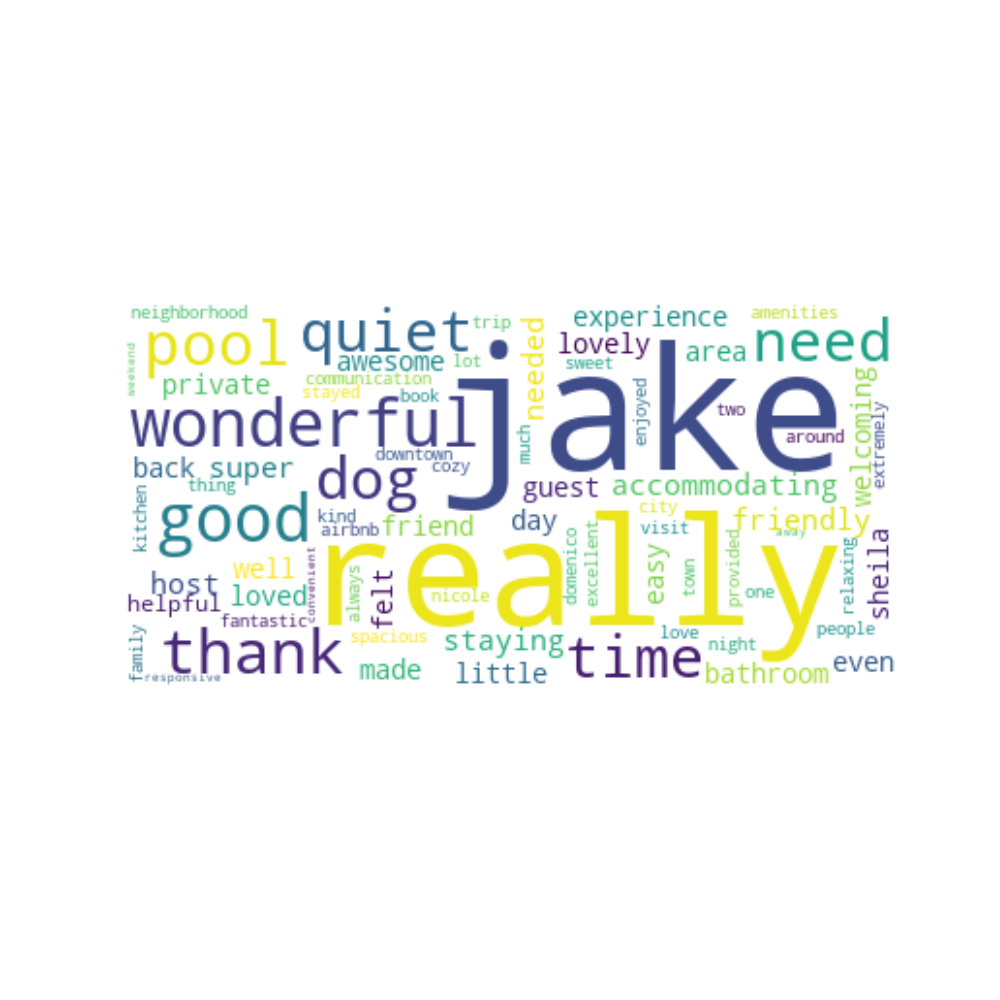 neighborhood
pool
quiet
trip
needed
experience
amenities
weekend
private
awesome
lot
lovely
sweet
area
need
communication
stayed
book
jake
enjoyed
two
around
welcoming
extremely
wonderful
downtown
cozy
much
back
super
thing
dog
guest
accommodating
kitchen
good
kind
airbnb
friend
day
city
visit
friendly
away
really
host
well
loved
helpful
fantastic
convenient
always
felt
nicole
domenico
excellent
easy
town
provided
one
relaxing
sheila
family
responsive
thank
spacious
made
staying
little
time
love
night
bathroom
people
even